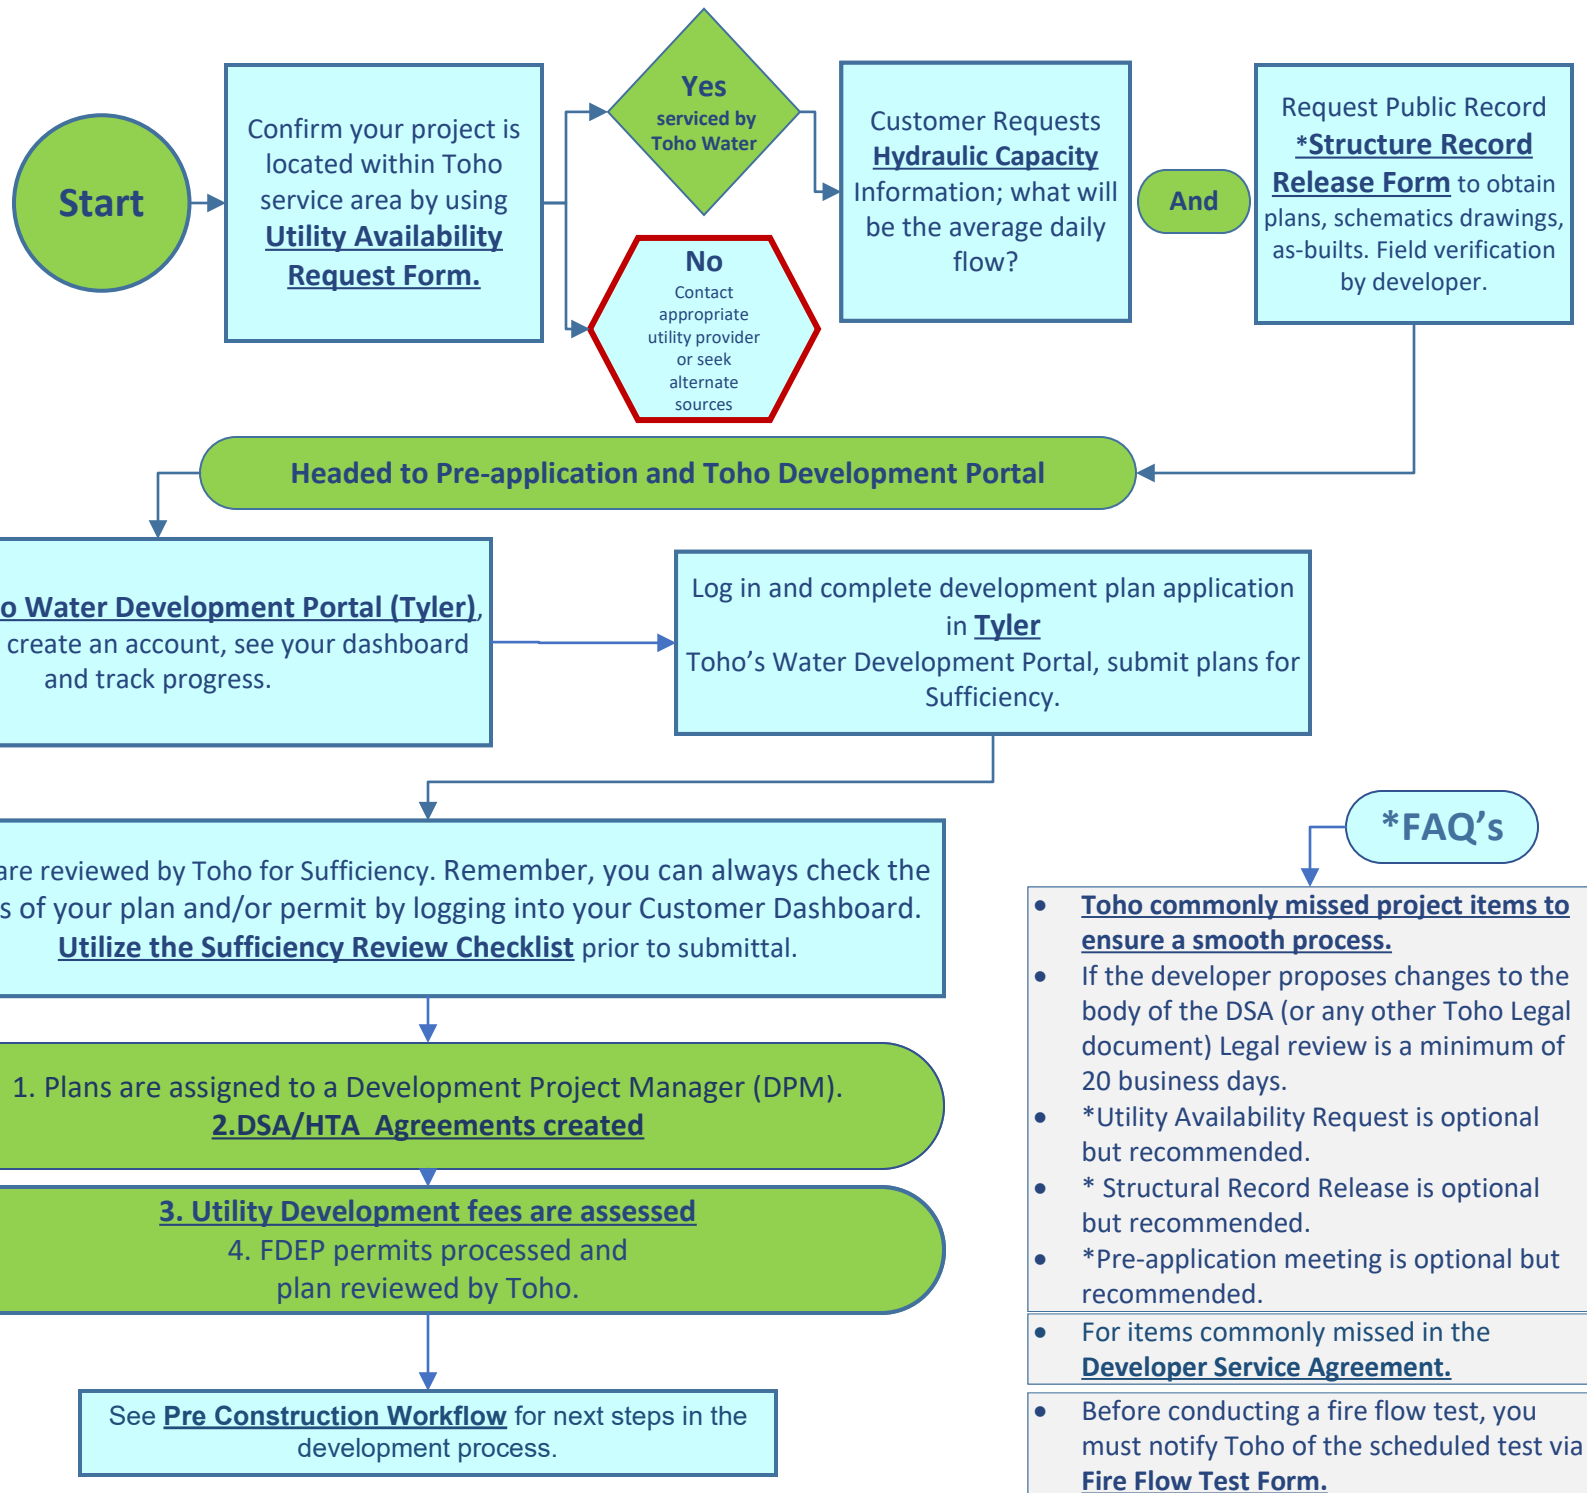 Start
Confirm your project is
located within Toho
service area by using
Utility Availability
Request Form.
Yes
serviced by
Toho Water
No
Contact
appropriate
utility provider
or seek
alternate
sources
Customer Requests
Hydraulic Capacity
Information; what will
be the average daily
flow?
And
Request Public Record
*Structure Record
Release Form to obtain
plans, schematics drawings,
as-builts. Field verification
by developer.
Headed to Pre-application and Toho Development Portal
o Water Development Portal (Tyler),
create an account, see your dashboard
and track progress.
Log in and complete development plan application
in Tyler
Toho’s Water Development Portal, submit plans for
Sufficiency.
are reviewed by Toho for Sufficiency. Remember, you can always check the
s of your plan and/or permit by logging into your Customer Dashboard.
Utilize the Sufficiency Review Checklist prior to submittal.
1. Plans are assigned to a Development Project Manager (DPM).
2.DSA/HTA Agreements created
3. Utility Development fees are assessed
4. FDEP permits processed and
plan reviewed by Toho.
See Pre Construction Workflow for next steps in the
development process.
*FAQ’s
• Toho commonly missed project items to
ensure a smooth process.
• If the developer proposes changes to the
body of the DSA (or any other Toho Legal
document) Legal review is a minimum of
20 business days.
• *Utility Availability Request is optional
but recommended.
• * Structural Record Release is optional
but recommended.
• *Pre-application meeting is optional but
recommended.
• For items commonly missed in the
Developer Service Agreement.
• Before conducting a fire flow test, you
must notify Toho of the scheduled test via
Fire Flow Test Form.